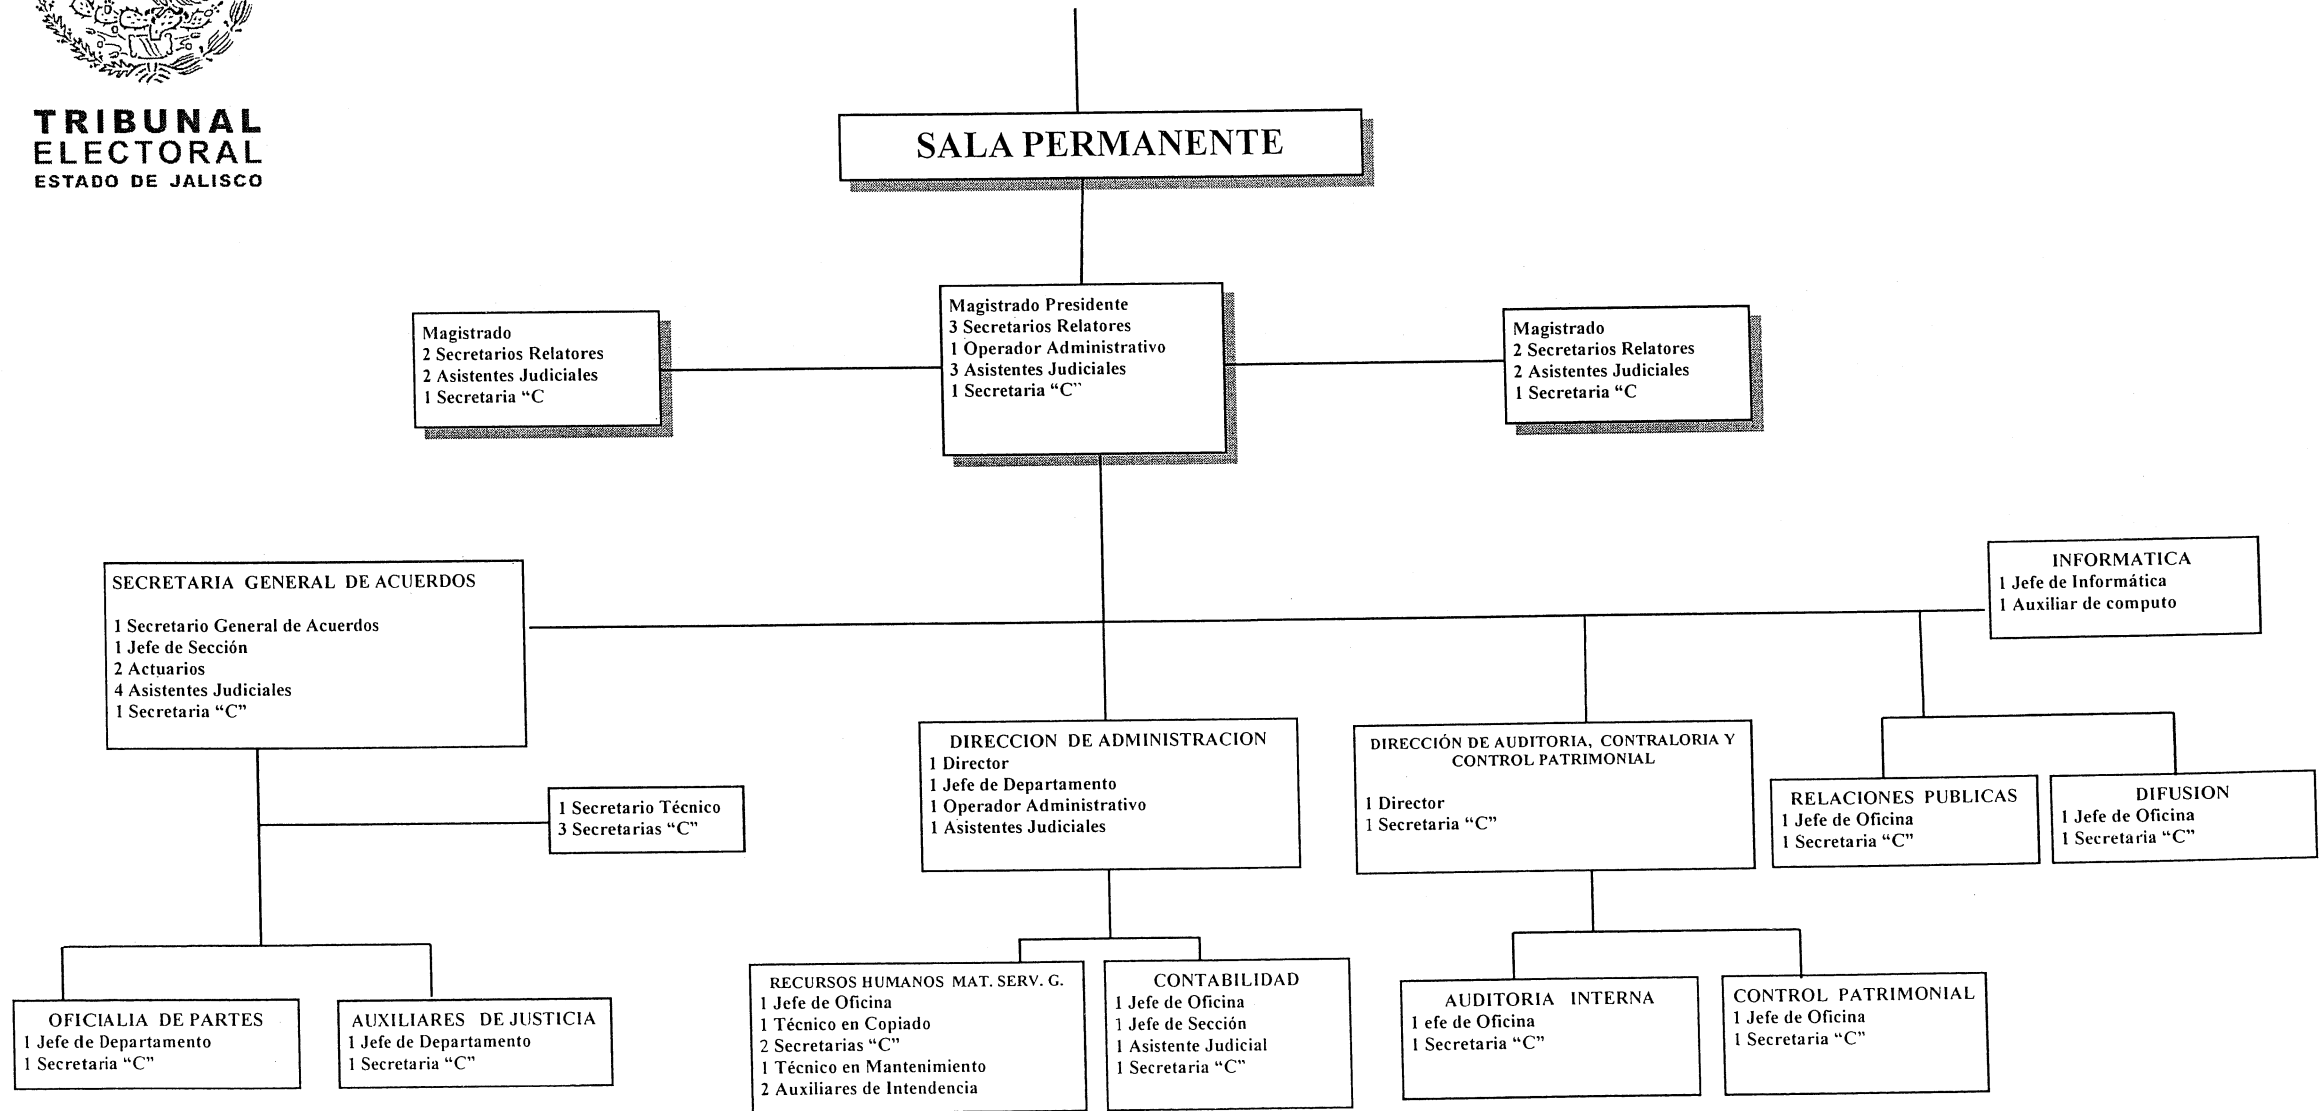 TRIBUNAL
ELECTORAL
ESTADO DE JALISCO
SALA PERMANENTE
Magistrado
2 Secretarios Relatores
2 Asistentes Judiciales
1 Secretaria “C
Magistrado Presidente
3 Secretarios Relatores
1 Operador Administrativo
3 Asistentes Judiciales
1 Secretaria “C”
Magistrado
2 Secretarios Relatores
2 Asistentes Judiciales
1 Secretaria “C
SECRETARIA GENERAL DE ACUERDOS
1 Secretario General de Acuerdos
1 Jefe de Sección
2 Actuarios
4 Asistentes Judiciales
1 Secretaria “C”
INFORMATICA
1 Jefe de Informática
1 Auxiliar de computo
1 Secretario Técnico
3 Secretarias “C”
DIRECCION DE ADMINISTRACION
1 Director
1 Jefe de Departamento
1 Operador Administrativo
1 Asistentes Judiciales
DIRECCIÓN DE AUDITORIA, CONTRALORIA Y
CONTROL PATRIMONIAL
1 Director
1 Secretaria “C”
RELACIONES PUBLICAS
1 Jefe de Oficina
1 Secretaria “C”
DIFUSION
1 Jefe de Oficina
1 Secretaria “C”
OFICIALIA DE PARTES
1 Jefe de Departamento
1 Secretaria “C”
AUXILIARES DE JUSTICIA
1 Jefe de Departamento
1 Secretaria “C”
RECURSOS HUMANOS MAT. SERV. G.
1 Jefe de Oficina
1 Técnico en Copiado
2 Secretarias “C”
1 Técnico en Mantenimiento
2 Auxiliares de Intendencia
CONTABILIDAD
1 Jefe de Oficina
1 Jefe de Sección
1 Asistente Judicial
1 Secretaria “C”
AUDITORIA INTERNA
1 efe de Oficina
1 Secretaria “C”
CONTROL PATRIMONIAL
1 Jefe de Oficina
1 Secretaria “C”